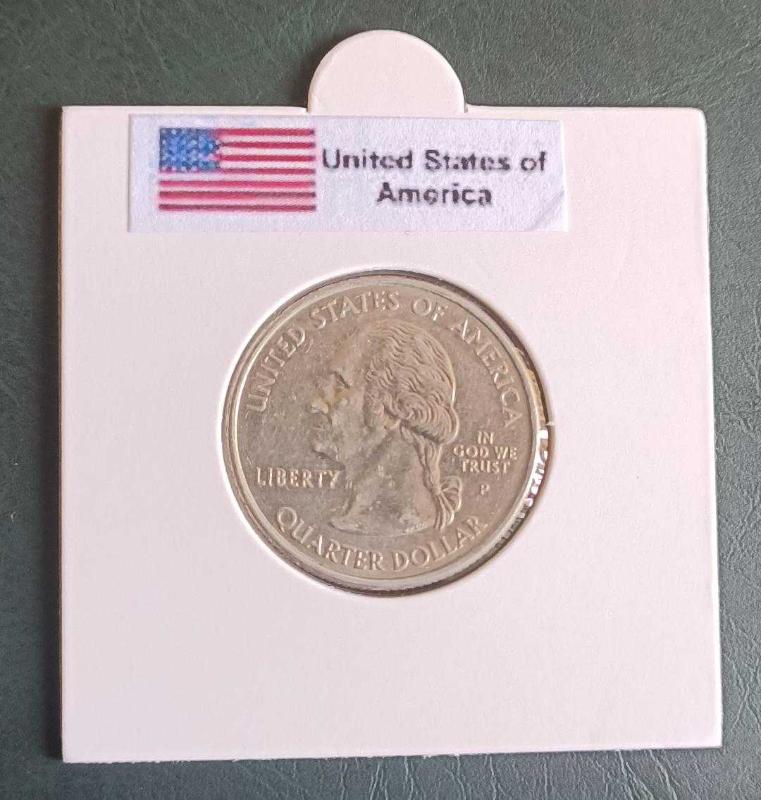 United States of
America
UNITED STATES OF AMERICA
LIBERTY
IN
GOD WE
TRUST
P
QUARTER DOLLAR